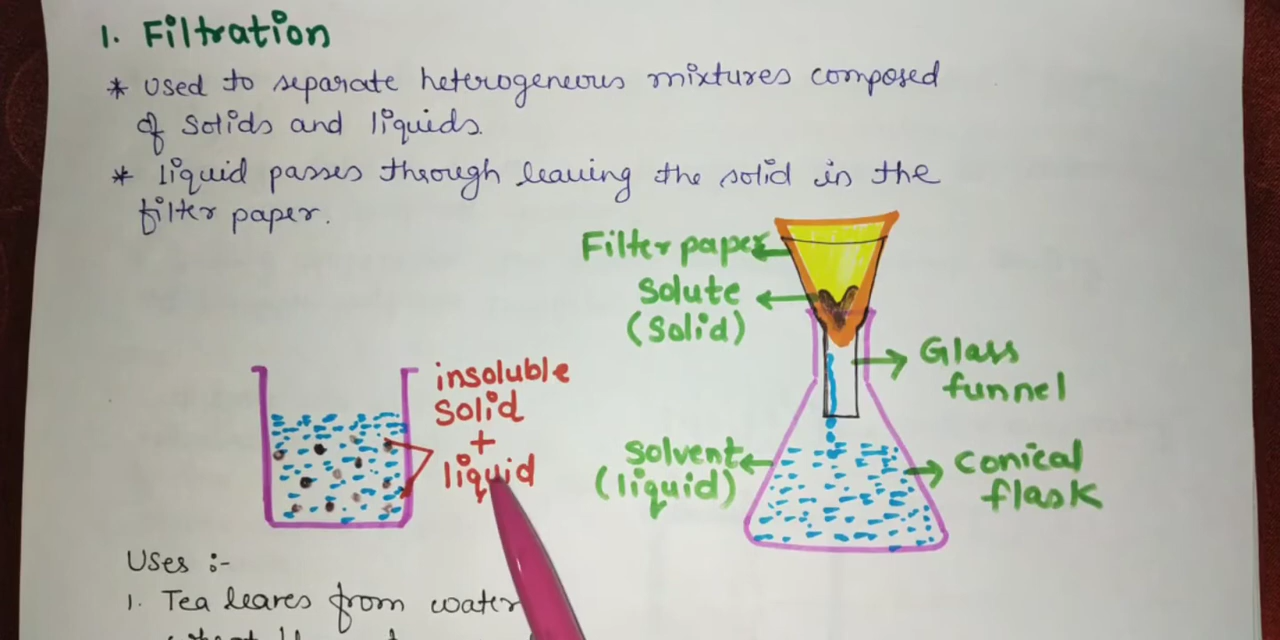 1. Filtration
* Used to separate heterogeneous mixtures composed
of solids and liquids.
* liquid passes through leaving the solid in the
filter paper.
Filter paper
Solute
(Solid)
Glass
funnel
insoluble
Solid
+
liquid
Solvent
(liquid)
Conical
flask
Uses :-
1. Tea leaves from water